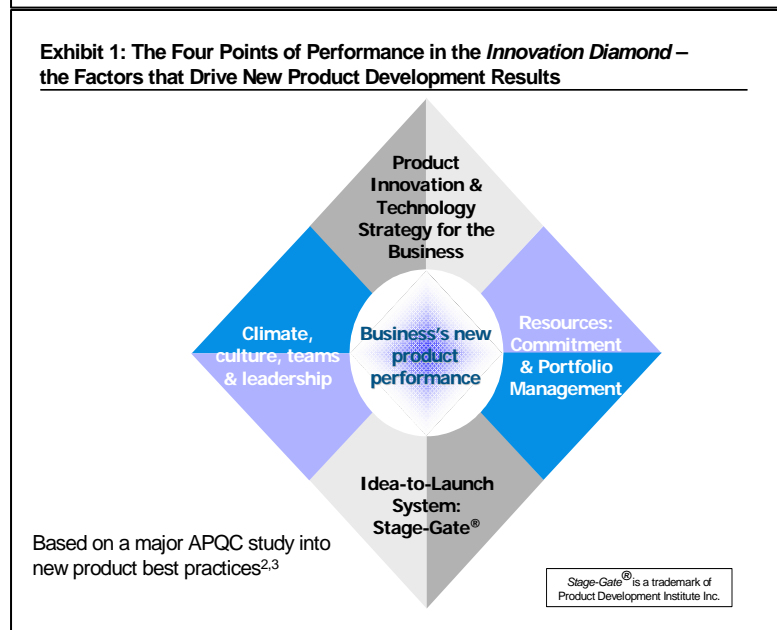 Exhibit 1: The Four Points of Performance in the Innovation Diamond –
the Factors that Drive New Product Development Results
Product
Innovation &
Technology
Strategy for the
Business
Climate,
culture, teams
& leadership
Business's new
product
performance
Resources:
Commitment
& Portfolio
Management
Idea-to-Launch
System:
Stage-Gate®
Based on a major APQC study into
new product best practices2,3
Stage-Gate® is a trademark of
Product Development Institute Inc.